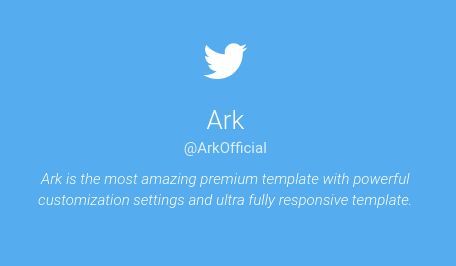 Ark
@ArkOfficial
Ark is the most amazing premium template with powerful
customization settings and ultra fully responsive template.